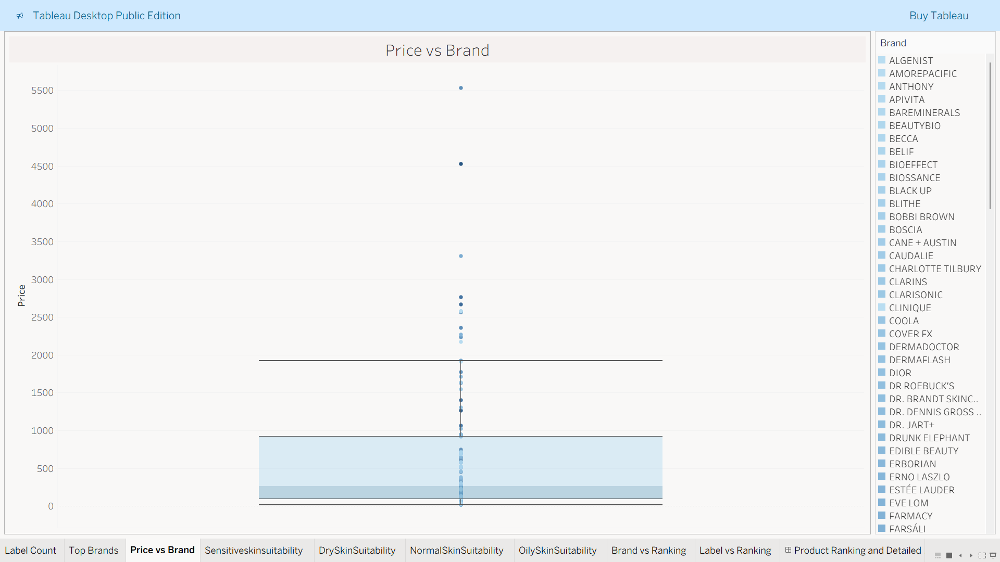 Tableau Desktop Public Edition
Buy Tableau
Price vs Brand
Price
5500
5000
4500
4000
3500
3000
2500
2000
1500
1000
500
0
Brand
ALGENIST
AMOREPACIFIC
ANTHONY
APIVITA
BAREMINERALS
BEAUTYBIO
BECCA
BELIF
BIOEFFECT
BIOSSANCE
BLACK UP
BLITHE
BOBBI BROWN
BOSCIA
CANE + AUSTIN
CAUDALIE
CHARLOTTE TILBURY
CLARINS
CLARISONIC
CLINIQUE
COOLA
COVER FX
DERMADOCTOR
DERMAFLASH
DIOR
DR ROEBUCK'S
DR. BRANDT SKINC..
DR. DENNIS GROSS ..
DR. JART+
DRUNK ELEPHANT
EDIBLE BEAUTY
ERBORIAN
ERNO LASZLO
ESTÉE LAUDER
EVE LOM
FARMACY
FARSÁLI
Label Count
Top Brands
Price vs Brand
Sensitiveskinsuitability
DrySkinSuitability
NormalSkinSuitability
OilySkinSuitability
Brand vs Ranking
Label vs Ranking
Product Ranking and Detailed